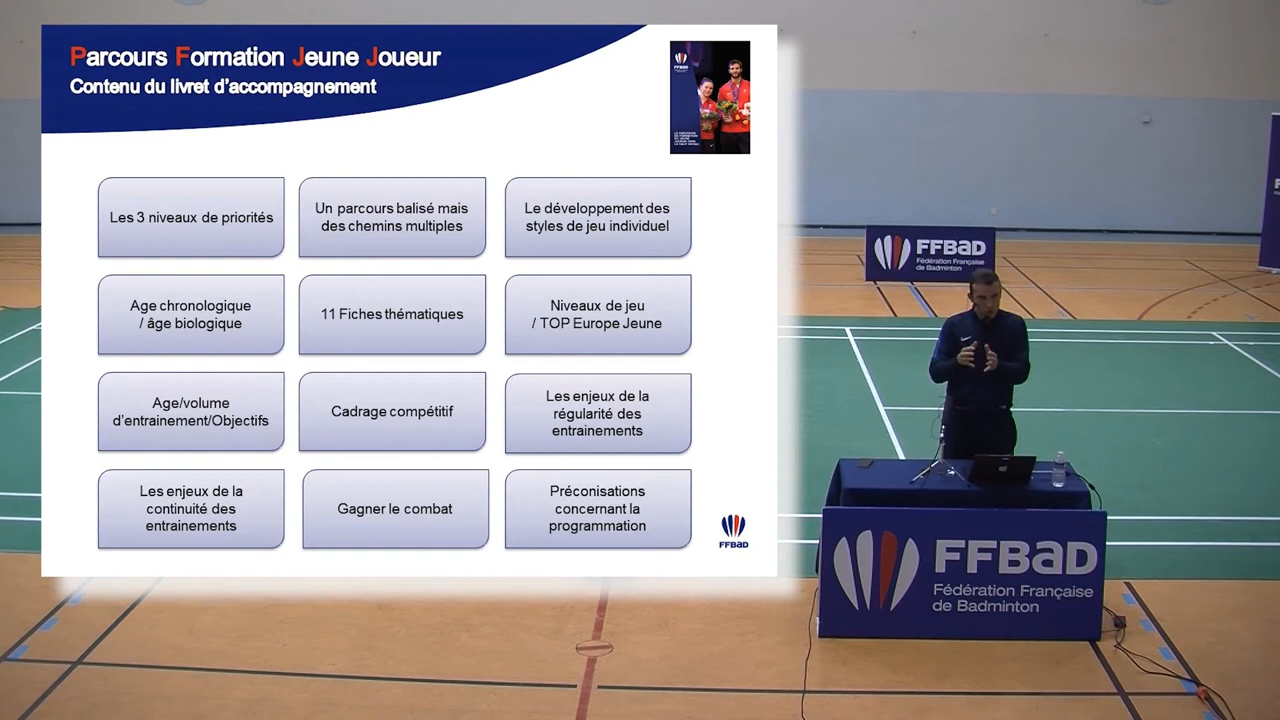 Parcours Formation Jeune Joueur
Contenu du livret d'accompagnement
FFBaD
Les 3 niveaux de priorités
Un parcours balisé mais
des chemins multiples
Le développement des
styles de jeu individuel
Age chronologique
/ âge biologique
11 Fiches thématiques
Niveaux de jeu
/ TOP Europe Jeune
Age/volume
d'entrainement/Objectifs
Cadrage compétitif
Les enjeux de la
régularité des
entrainements
Les enjeux de la
continuité des
entrainements
Gagner le combat
Préconisations
concernant la
programmation
FFBaD
FFBaD
Fédération Française
de Badminton
FFBaD
Fédération Française
de Badminton